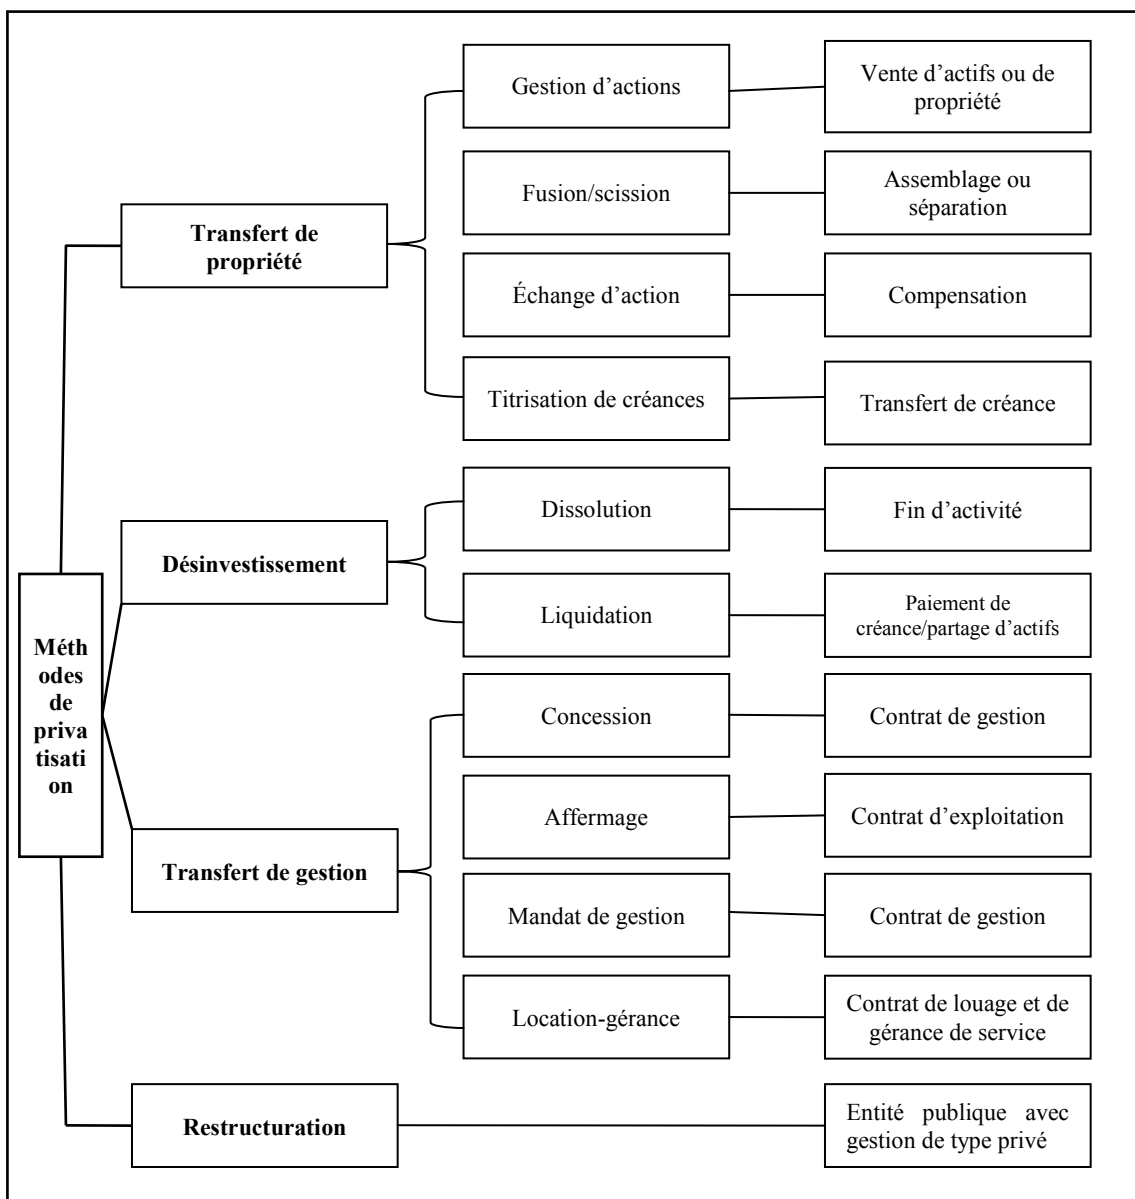 Gestion d’actions
Vente d’actifs ou de
propriété
Fusion/scission
Assemblage ou
séparation
Transfert de
propriété
Échange d’action
Compensation
Titrisation de créances
Transfert de créance
Dissolution
Fin d’activité
Désinvestissement
Liquidation
Paiement de
créance/partage d’actifs
Méth
odes
de
priva
tisati
on
Concession
Contrat de gestion
Affermage
Contrat d’exploitation
Transfert de gestion
Mandat de gestion
Contrat de gestion
Location-gérance
Contrat de louage et de
gérance de service
Restructuration
Entité publique avec
gestion de type privé